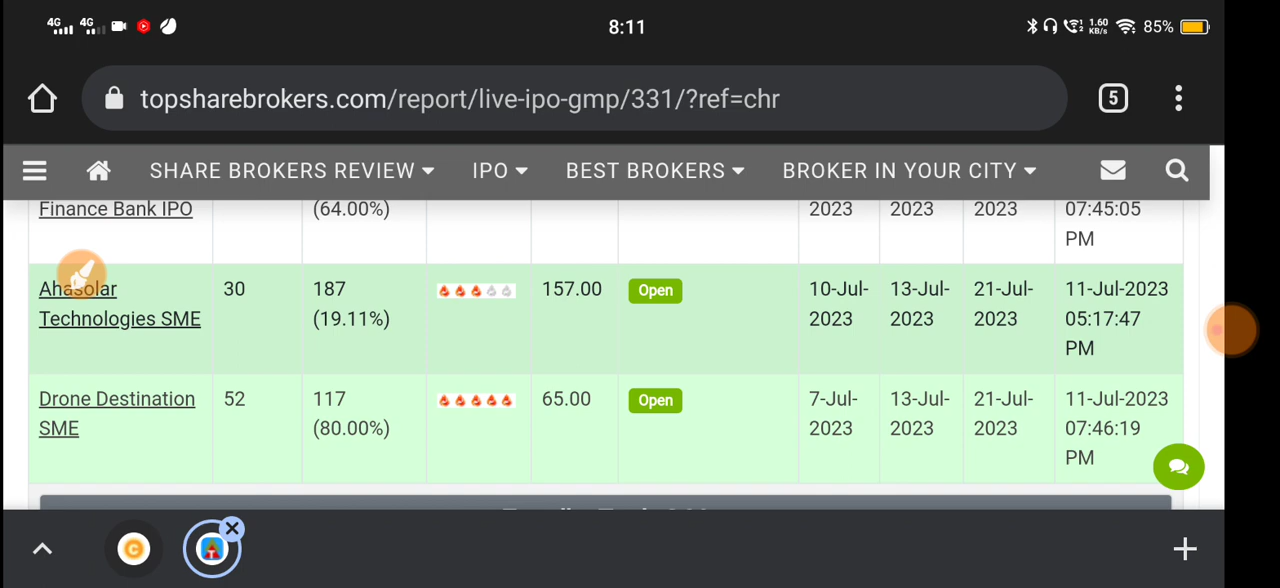 4G 4G 8:11 1.60 KB/s 85%
topsharebrokers.com/report/live-ipo-gmp/331/?ref=chr 5
SHARE BROKERS REVIEW IPO BEST BROKERS BROKER IN YOUR CITY
Finance Bank IPO (64.00%) 2023 2023 2023 07:45:05
PM
Ahasolar 30 187 157.00 Open 10-Jul- 13-Jul- 21-Jul- 11-Jul-2023
Technologies SME (19.11%) 2023 2023 2023 05:17:47
PM
Drone Destination 52 117 65.00 Open 7-Jul- 13-Jul- 21-Jul- 11-Jul-2023
SME (80.00%) 2023 2023 2023 07:46:19
PM